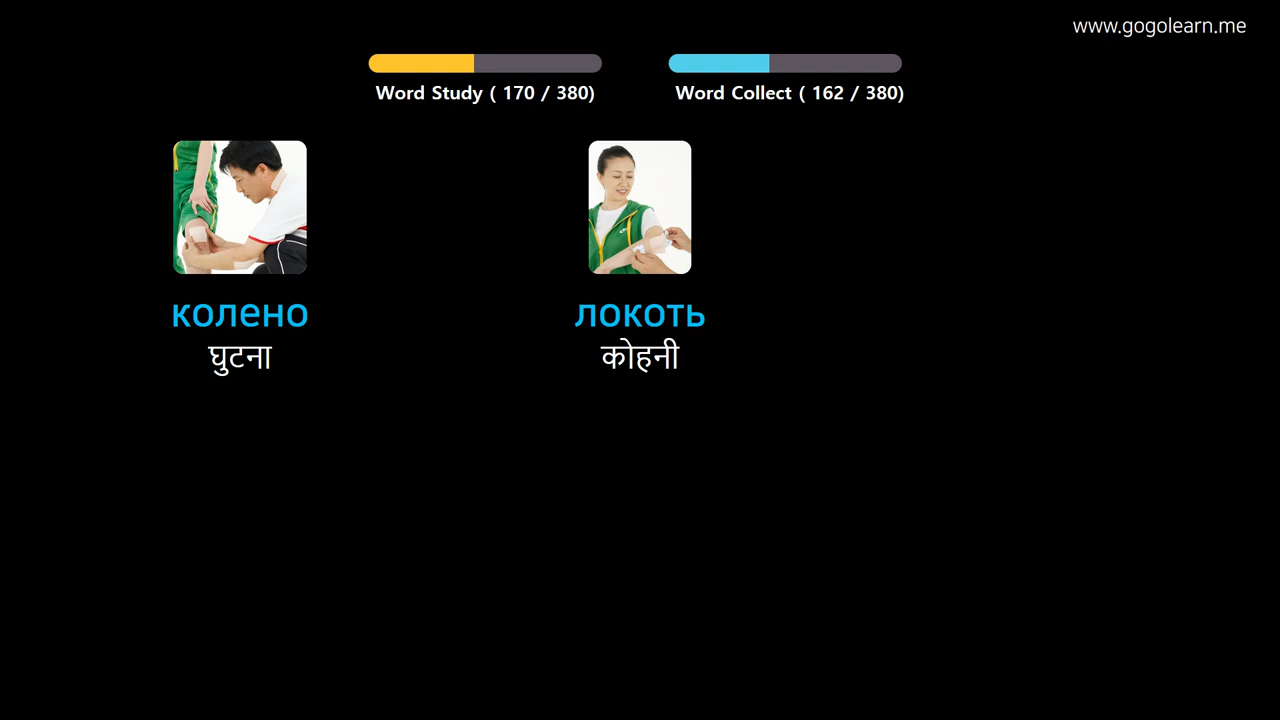 www.gogolearn.me
Word Study ( 170 / 380)
Word Collect ( 162 / 380)
колено
घुटना
локоть
कोहनी